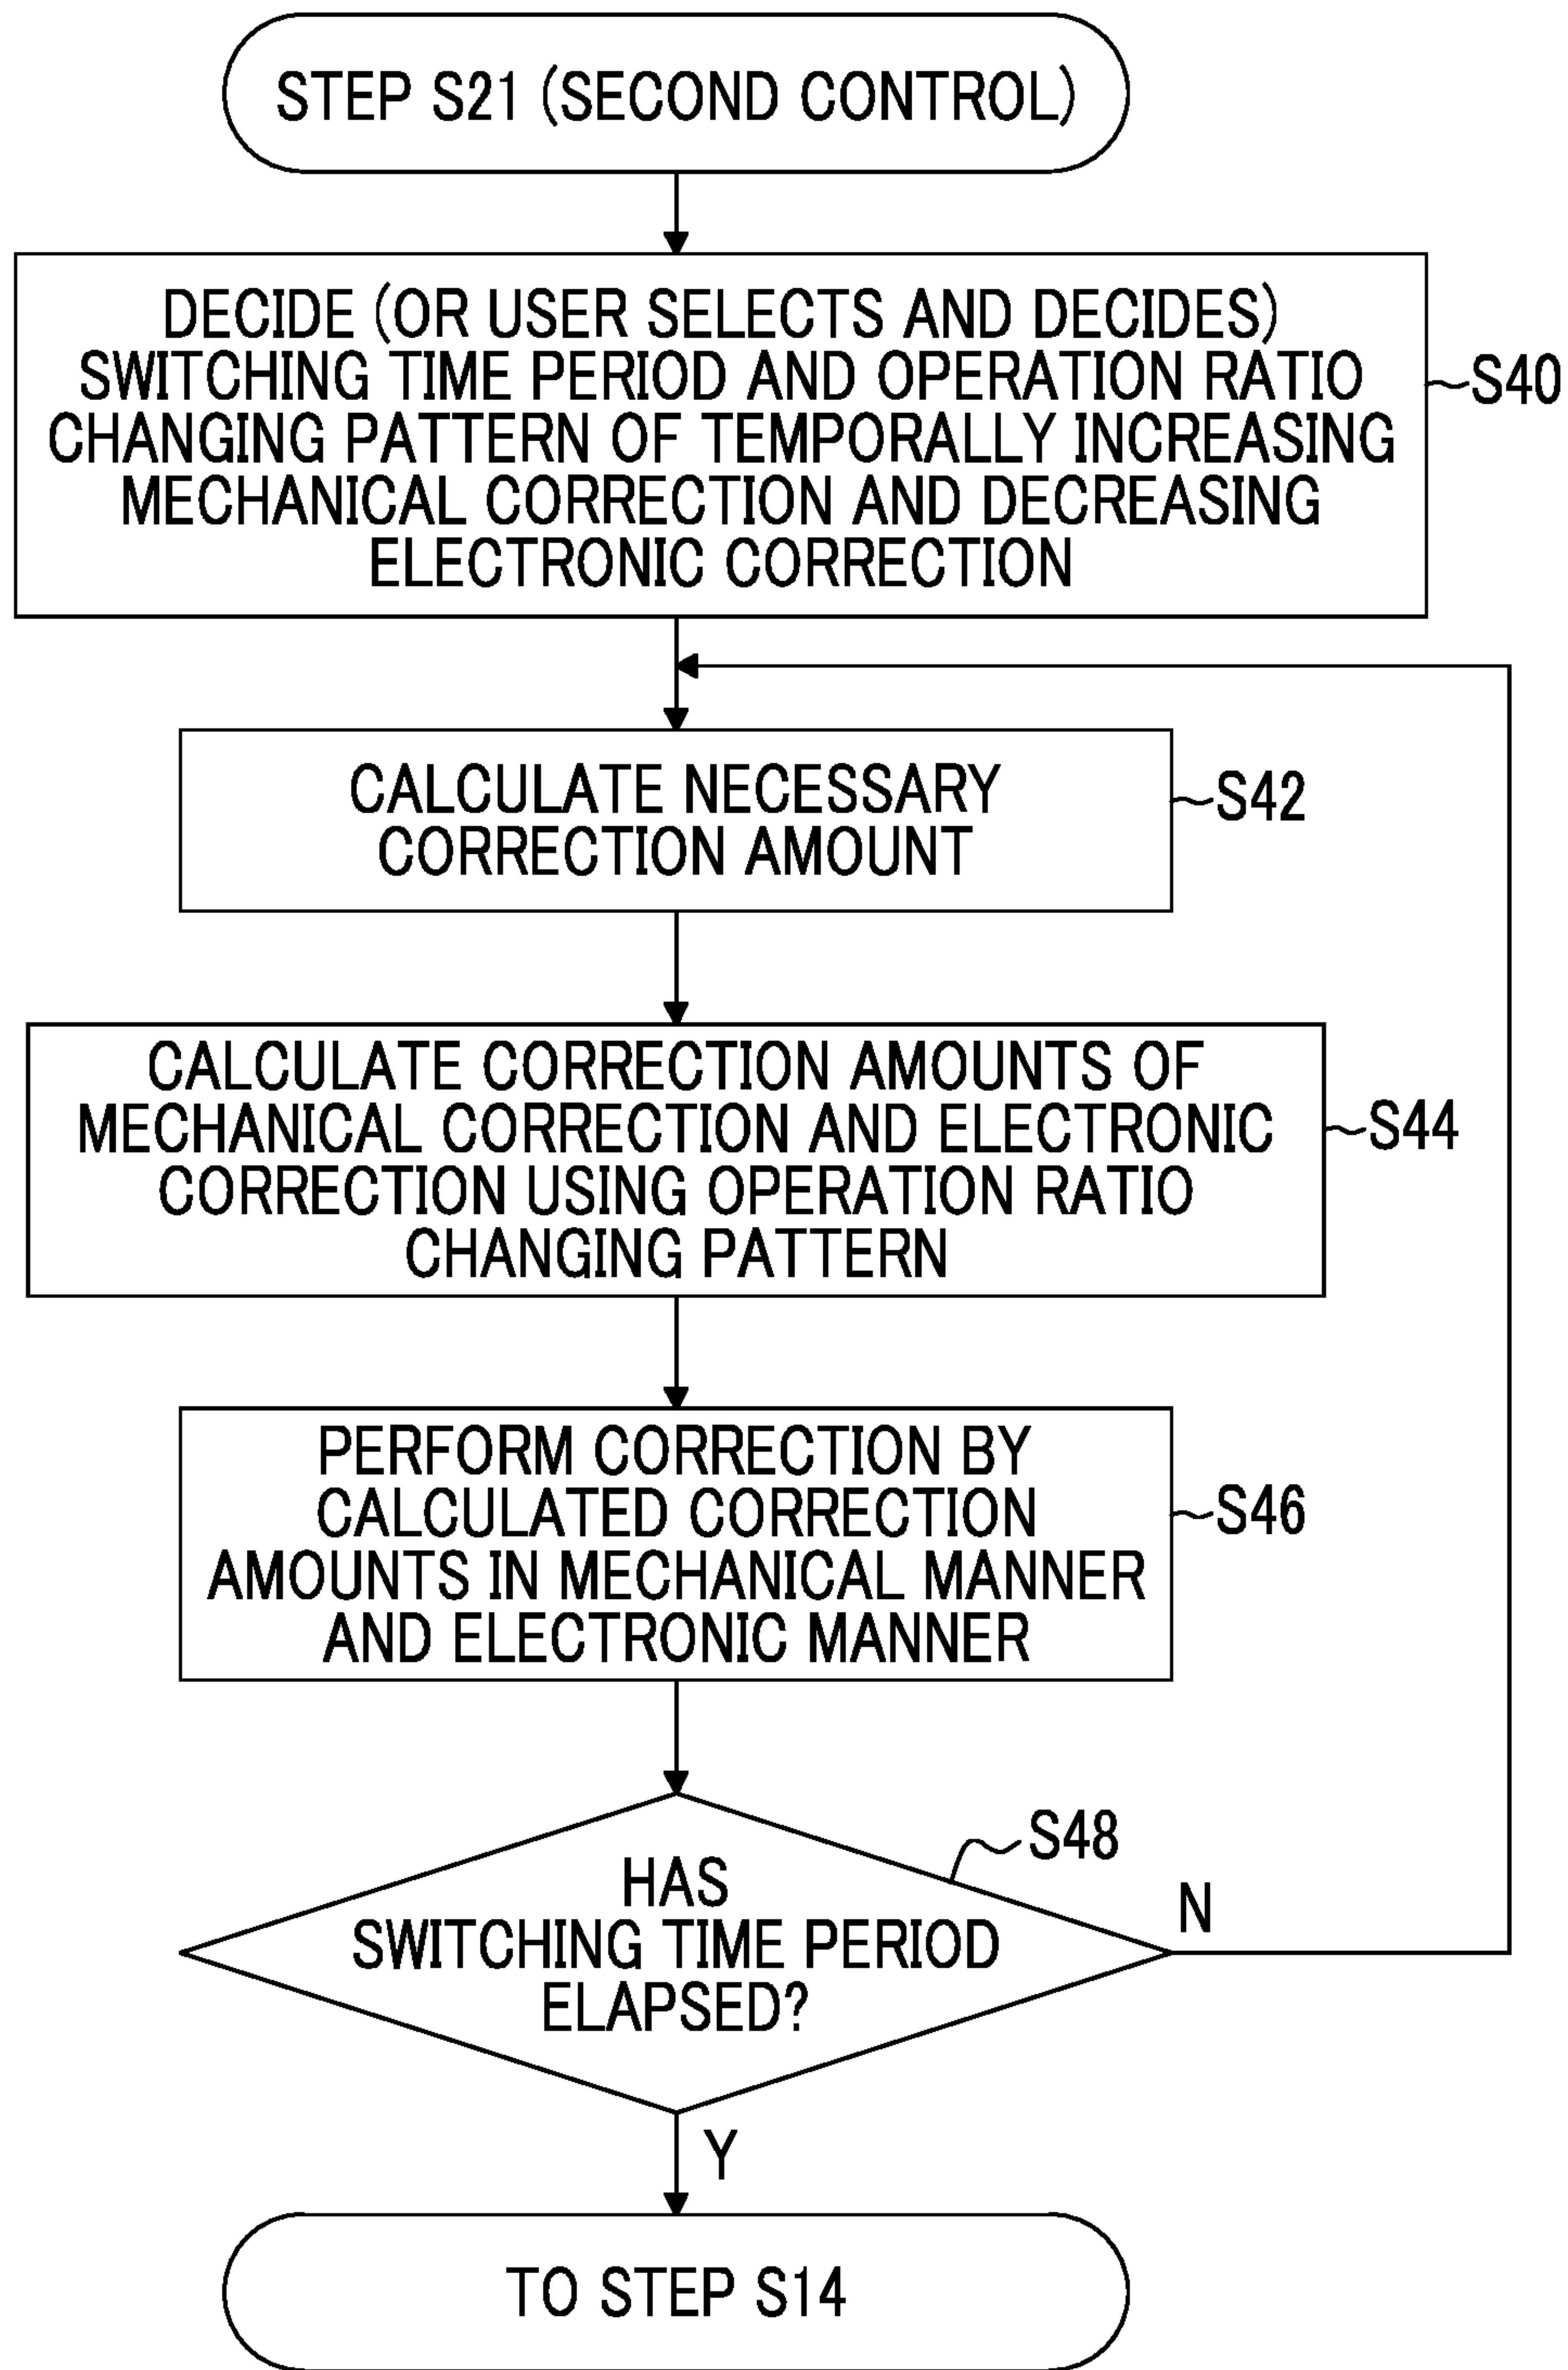 STEP S21 (SECOND CONTROL)
DECIDE (OR USER SELECTS AND DECIDES)
SWITCHING TIME PERIOD AND OPERATION RATIO
CHANGING PATTERN OF TEMPORALLY INCREASING
MECHANICAL CORRECTION AND DECREASING
ELECTRONIC CORRECTION
S40
CALCULATE NECESSARY
CORRECTION AMOUNT
S42
CALCULATE CORRECTION AMOUNTS OF
MECHANICAL CORRECTION AND ELECTRONIC
CORRECTION USING OPERATION RATIO
CHANGING PATTERN
S44
PERFORM CORRECTION BY
CALCULATED CORRECTION
AMOUNTS IN MECHANICAL MANNER
AND ELECTRONIC MANNER
S46
HAS
SWITCHING TIME PERIOD
ELAPSED?
S48
N
Y
TO STEP S14